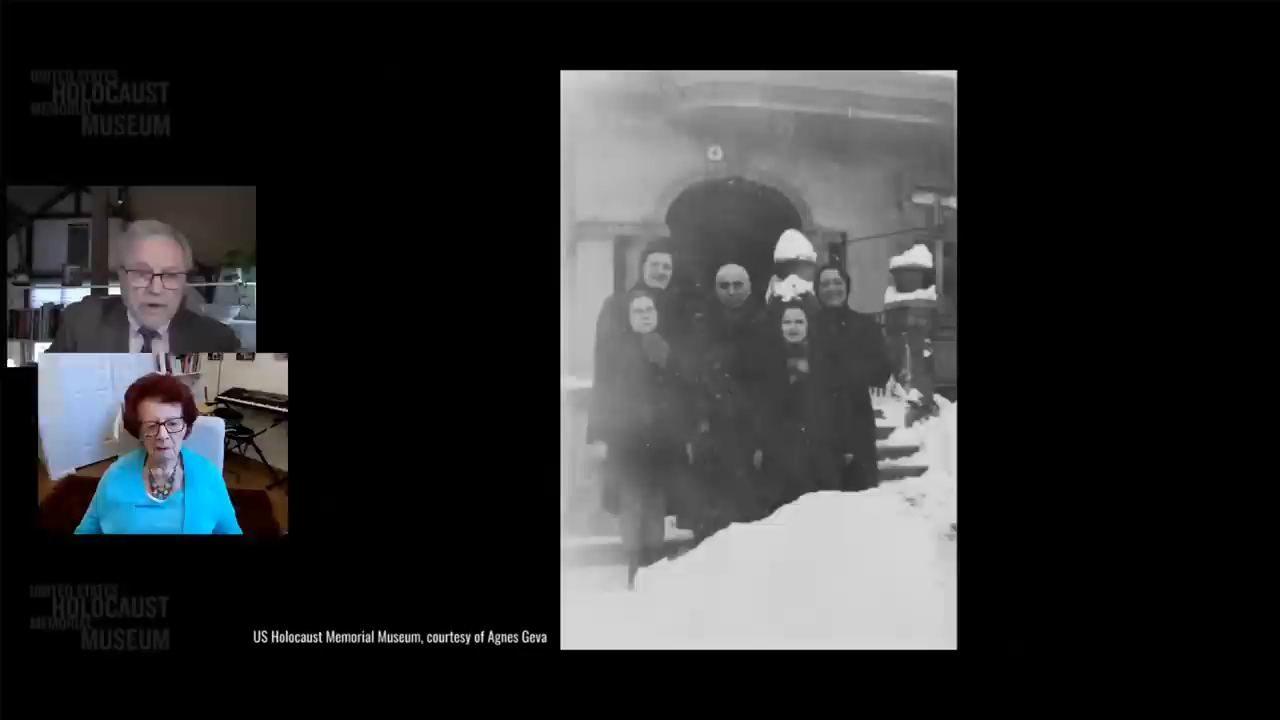 UNITED STATES
HOLOCAUST
MEMORIAL
MUSEUM
UNITED STATES
HOLOCAUST
MEMORIAL
MUSEUM
US Holocaust Memorial Museum, courtesy of Agnes Geva